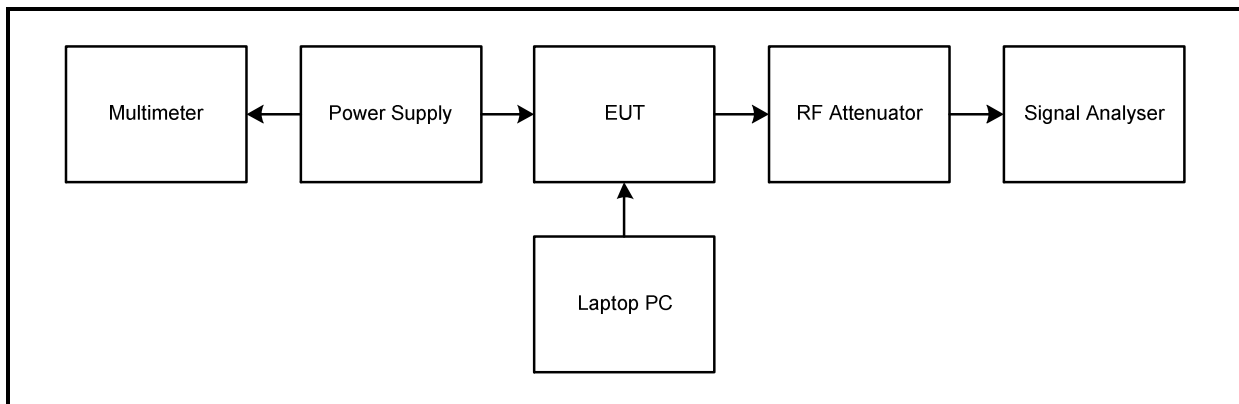 Multimeter
Power Supply
EUT
RF Attenuator
Signal Analyser
Laptop PC